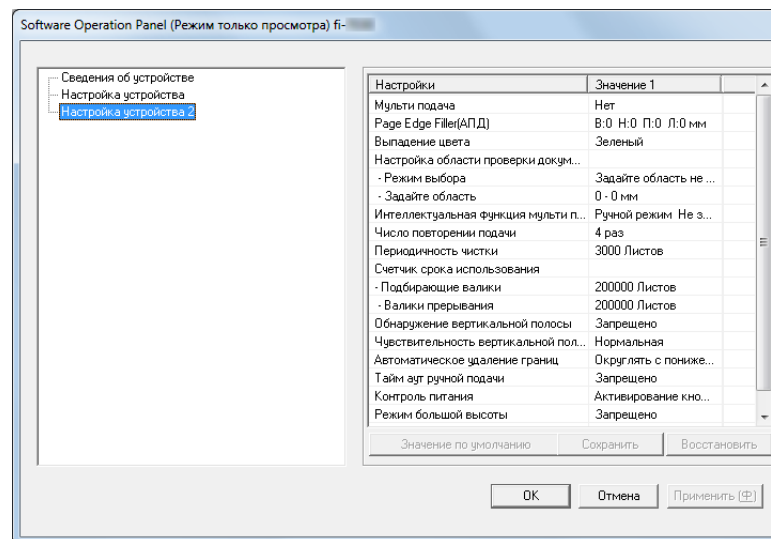 Software Operation Panel (Режим только просмотра) fi-
Сведения об устройстве
Настройка устройства
Настройка устройства 2
Настройки Значение 1
Мульти подача Нет
Page Edge Filler(АПД) В:0 Н:0 П:0 Л:0 мм
Выпадение цвета Зеленый
Настройка области проверки докум...
- Режим выбора Задайте область не ...
- Задайте область 0 - 0 мм
Интеллектуальная функция мульти п... Ручной режим Не з...
Число повторении подачи 4 раз
Периодичность чистки 3000 Листов
Счетчик срока использования
- Подбирающие валики 200000 Листов
- Валики прерывания 200000 Листов
Обнаружение вертикальной полосы Запрещено
Чувствительность вертикальной пол... Нормальная
Автоматическое удаление границ Округлять с пониже...
Тайм аут ручной подачи Запрещено
Контроль питания Активирование кно...
Режим большой высоты Запрещено
Значение по умолчанию Сохранить Восстановить
OK Отмена Применить (Ф)